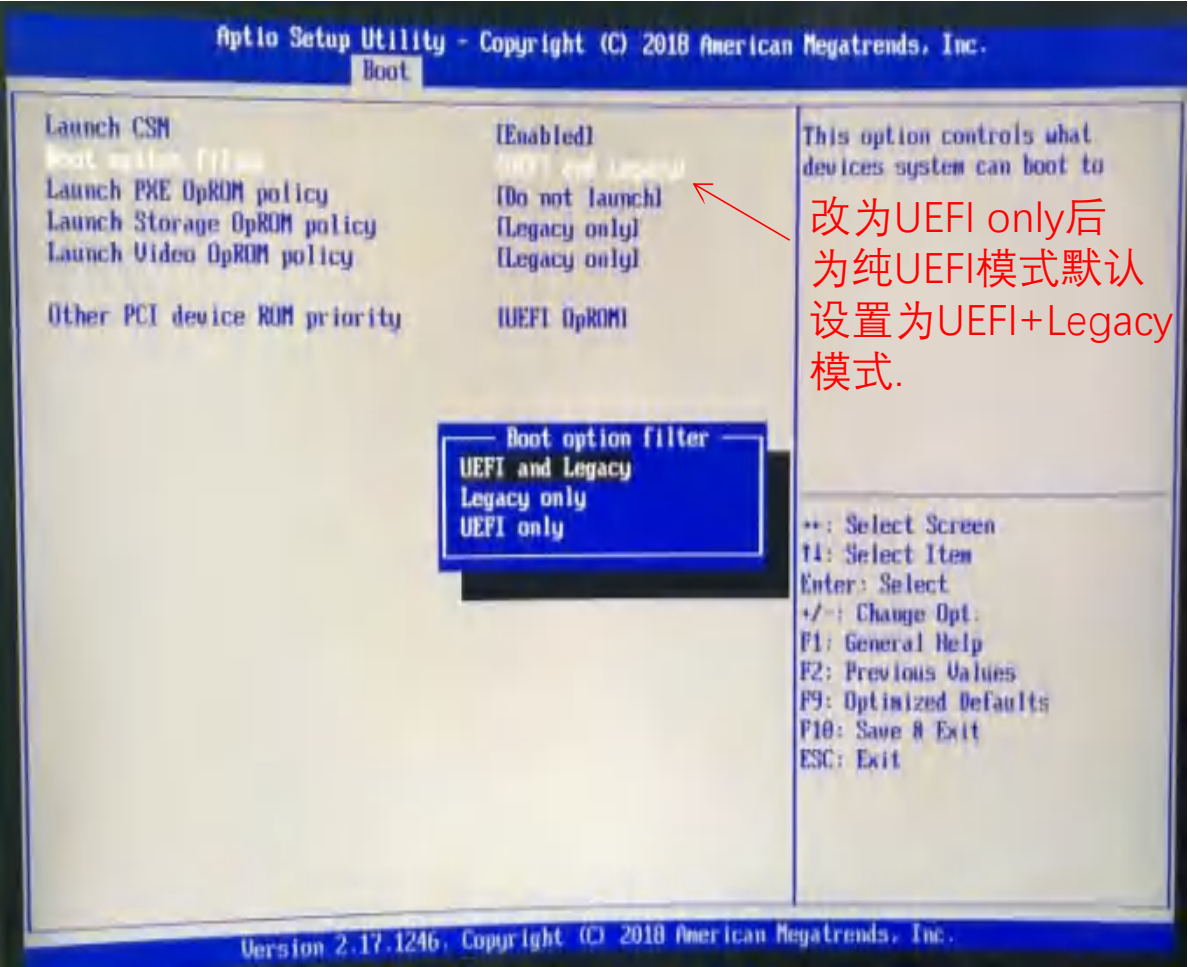 Aptio Setup Utility - Copyright (C) 2018 American Megatrends, Inc.
Boot
Launch CSM [Enabled]
Boot option filter [UEFI and Legacy]
Launch PXE OpROM policy [Do not launch]
Launch Storage OpROM policy [Legacy only]
Launch Video OpROM policy [Legacy only]
Other PCI device ROM priority [UEFI OpROM]
Boot option filter
UEFI and Legacy
Legacy only
UEFI only
This option controls what
devices system can boot to
改为UEFI only后
为纯UEFI模式默认
设置为UEFI+Legacy
模式.
→←: Select Screen
↑↓: Select Item
Enter: Select
+/-: Change Opt.
F1: General Help
F2: Previous Values
F9: Optimized Defaults
F10: Save & Exit
ESC: Exit
Version 2.17.1246. Copyright (C) 2018 American Megatrends, Inc.